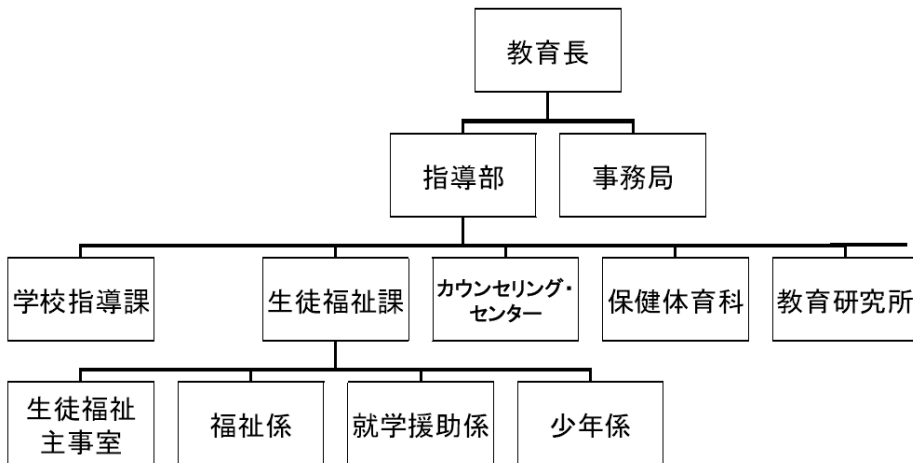 教育長
指導部
事務局
学校指導課
生徒福祉課
カウンセリング・
センター
保健体育科
教育研究所
生徒福祉
主事室
福祉係
就学援助係
少年係